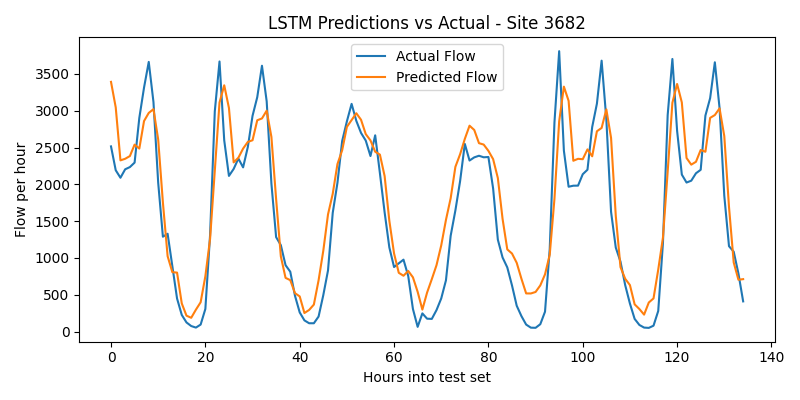 LSTM Predictions vs Actual - Site 3682
Actual Flow
Predicted Flow
Flow per hour
3500
3000
2500
2000
1500
1000
500
0
0 20 40 60 80 100 120 140
Hours into test set